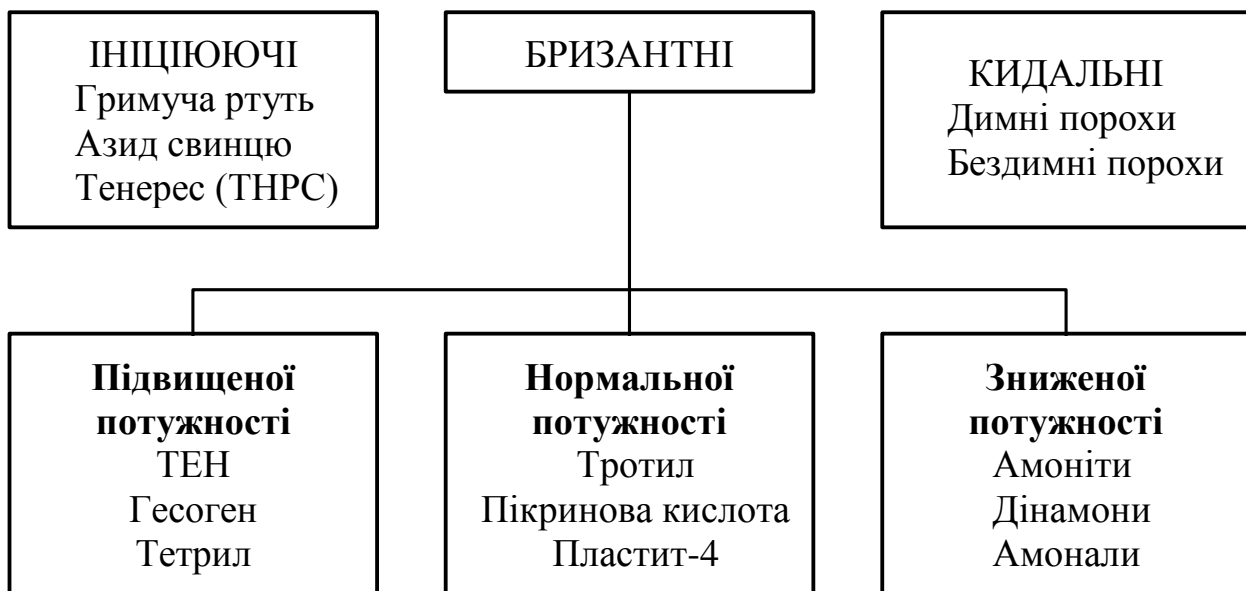 ІНІЦІЮЮЧІ
Гримуча ртуть
Азид свинцю
Тенерес (ТНРС)
БРИЗАНТНІ
КИДАЛЬНІ
Димні порохи
Бездимні порохи
Підвищеної
потужності
ТЕН
Гесоген
Тетрил
Нормальної
потужності
Тротил
Пікринова кислота
Пластит-4
Зниженої
потужності
Амоніти
Дінамони
Амонали